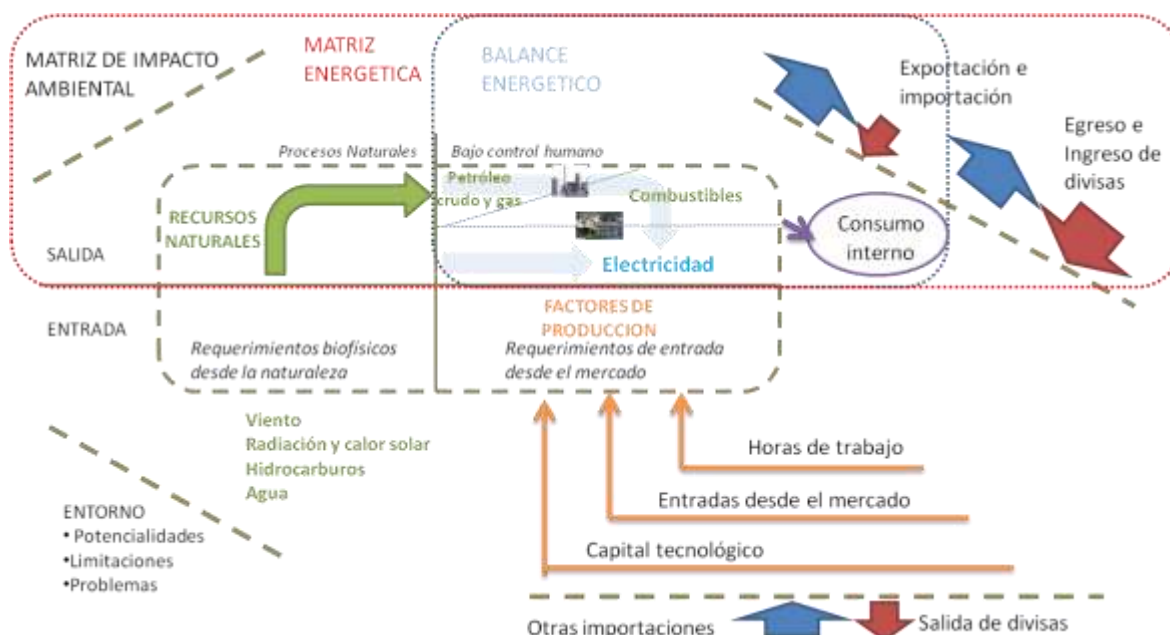 MATRIZ DE IMPACTO
AMBIENTAL
MATRIZ
ENERGETICA
BALANCE
ENERGETICO
Exportación e
importación
Egreso e
Ingreso de
divisas
Procesos Naturales
Bajo control humano
Petróleo
crudo y gas
Combustibles
RECURSOS
NATURALES
Consumo
interno
SALIDA
Electricidad
ENTRADA
FACTORES DE
PRODUCCION
Requerimientos biofísicos
desde la naturaleza
Requerimientos de entrada
desde el mercado
Viento
Radiación y calor solar
Hidrocarburos
Agua
Horas de trabajo
Entradas desde el mercado
Capital tecnológico
ENTORNO
• Potencialidades
•Limitaciones
•Problemas
Otras importaciones
Salida de divisas